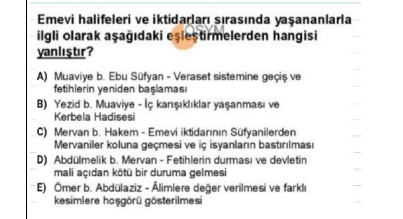 Emevi halifeleri ve iktidarları sırasında yaşananlarla
ilgli olarak aşağıdaki eşleştirmelerden hangisi
yanlıştır?
ÖSYM
A) Muaviye b. Ebu Süfyan - Veraset sistemine geçiş ve
fetihlerin yeniden başlaması
B) Yezid b. Muaviye - İç karışıklıklar yaşanması ve
Kerbela Hadisesi
C) Mervan b. Hakem - Emevi iktidarının Süfyanilerden
Mervaniler koluna geçmesi ve iç isyanların bastırılması
D) Abdülmelik b. Mervan - Fetihlerin durması ve devletin
mali açıdan kötü bir duruma gelmesi
E) Ömer b. Abdülaziz - Âlimlere değer verilmesi ve farklı
kesimlere hoşgörü gösterilmesi